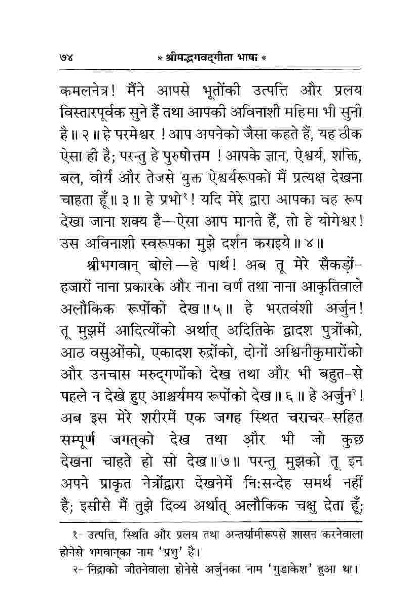 ७४ * श्रीमद्भगवद्‌गीता भाषा *
कमलनेत्र! मैंने आपसे भूतोंकी उत्पत्ति और प्रलय
विस्तारपूर्वक सुने हैं तथा आपकी अविनाशी महिमा भी सुनी
है॥२॥ हे परमेश्वर! आप अपनेको जैसा कहते हैं, यह ठीक
ऐसा ही है; परन्तु हे पुरुषोत्तम! आपके ज्ञान, ऐश्वर्य, शक्ति,
बल, वीर्य और तेजसे युक्त ऐश्वर्यरूपको मैं प्रत्यक्ष देखना
चाहता हूँ॥३॥ हे प्रभो१! यदि मेरे द्वारा आपका वह रूप
देखा जाना शक्य है—ऐसा आप मानते हैं, तो हे योगेश्वर!
उस अविनाशी स्वरूपका मुझे दर्शन कराइये॥४॥
श्रीभगवान् बोले—हे पार्थ! अब तू मेरे सैकड़ों-
हजारों नाना प्रकारके और नाना वर्ण तथा नाना आकृतिवाले
अलौकिक रूपोंको देख॥५॥ हे भरतवंशी अर्जुन!
तू मुझमें आदित्योंको अर्थात् अदितिके द्वादश पुत्रोंको,
आठ वसुओंको, एकादश रुद्रोंको, दोनों अश्विनीकुमारोंको
और उनचास मरुद्‌गणोंको देख तथा और भी बहुत-से
पहले न देखे हुए आश्चर्यमय रूपोंको देख॥६॥ हे अर्जुन२!
अब इस मेरे शरीरमें एक जगह स्थित चराचर-सहित
सम्पूर्ण जगत्‌को देख तथा और भी जो कुछ
देखना चाहते हो सो देख॥७॥ परन्तु मुझको तू इन
अपने प्राकृत नेत्रोंद्वारा देखनेमें नि:सन्देह समर्थ नहीं
है; इसीसे मैं तुझे दिव्य अर्थात् अलौकिक चक्षु देता हूँ;
१- उत्पत्ति, स्थिति और प्रलय तथा अन्तर्यामीरूपसे शासन करनेवाला
होनेसे भगवान्‌का नाम 'प्रभु' है।
२- निद्राको जीतनेवाला होनेसे अर्जुनका नाम 'गुडाकेश' हुआ था।